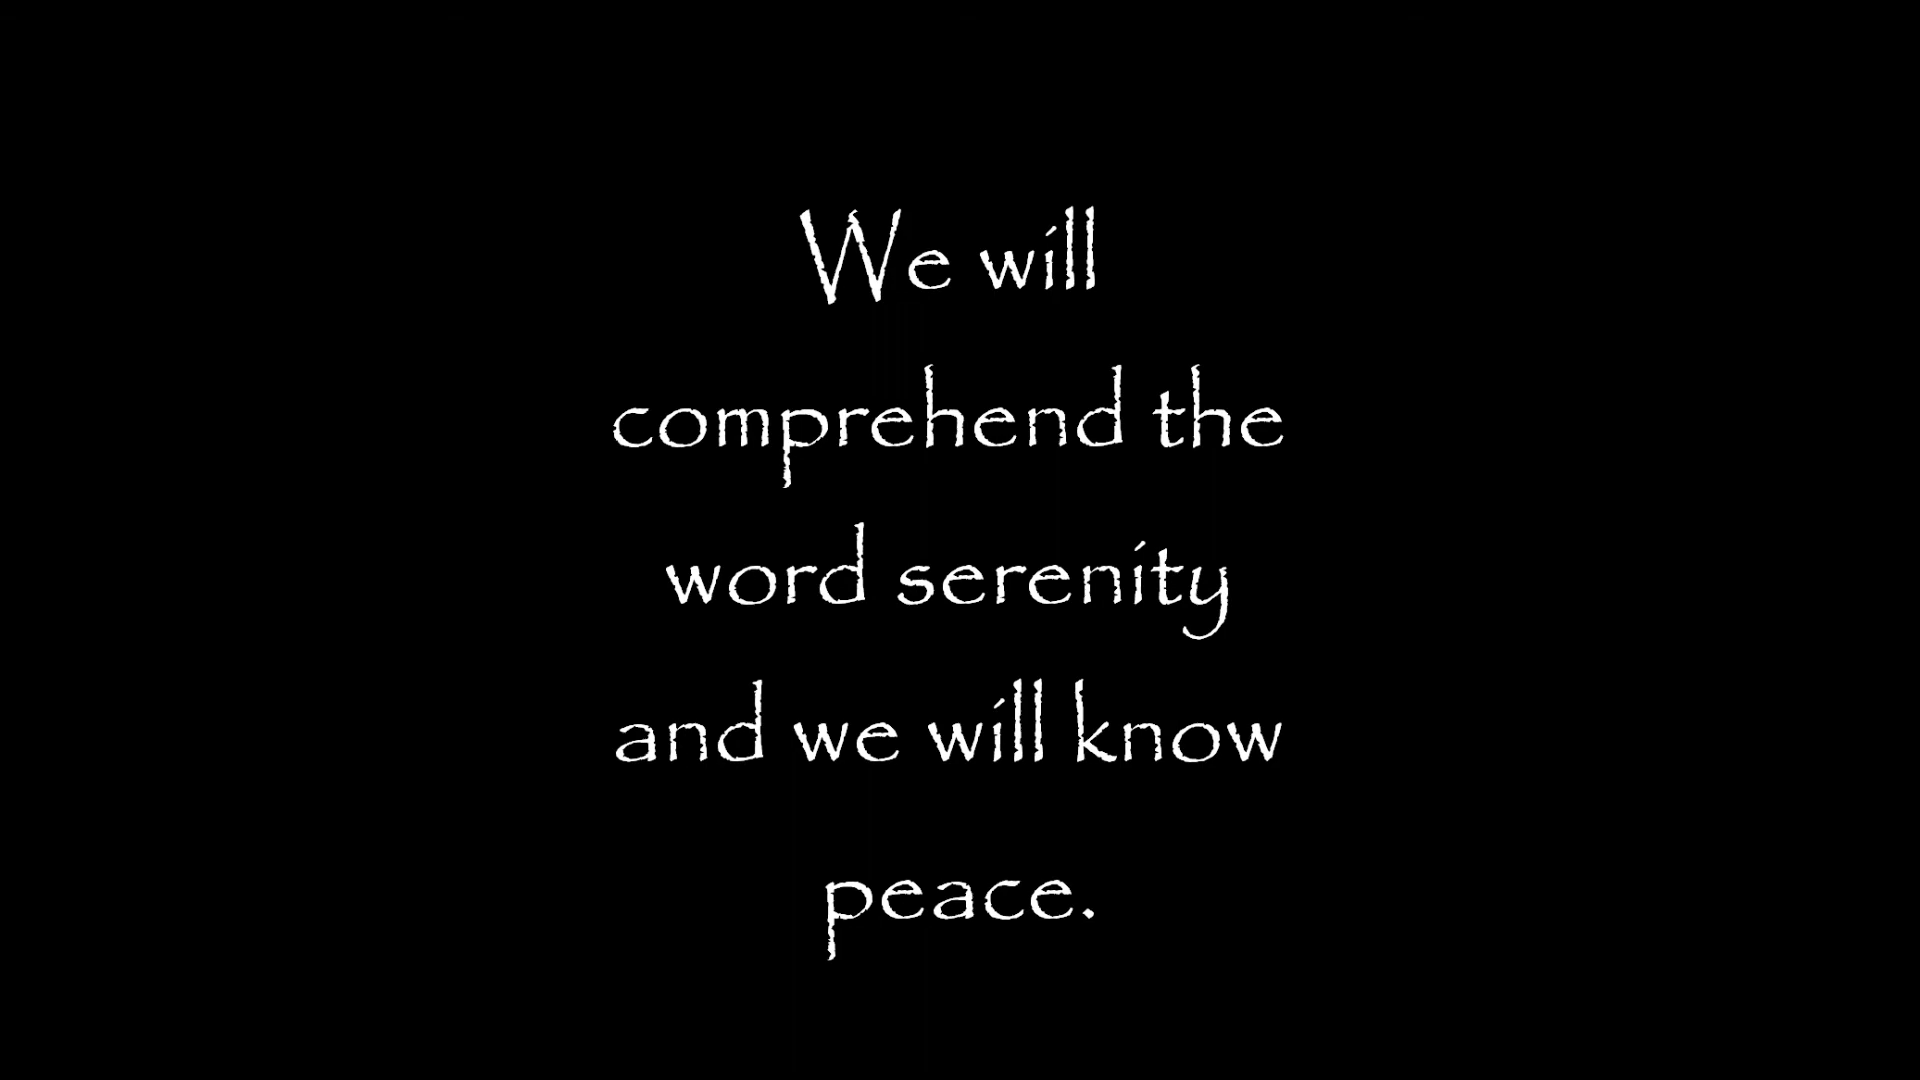 We will
comprehend the
word serenity
and we will know
peace.